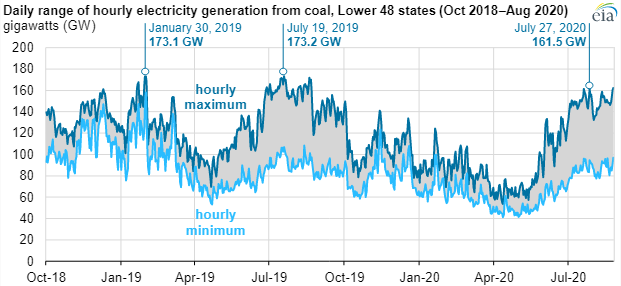 Daily range of hourly electricity generation from coal, Lower 48 states (Oct 2018–Aug 2020)
gigawatts (GW)
eia
January 30, 2019
173.1 GW
July 19, 2019
173.2 GW
July 27, 2020
161.5 GW
200
180
160
140
120
100
80
60
40
20
0
hourly
maximum
hourly
minimum
Oct-18
Jan-19
Apr-19
Jul-19
Oct-19
Jan-20
Apr-20
Jul-20